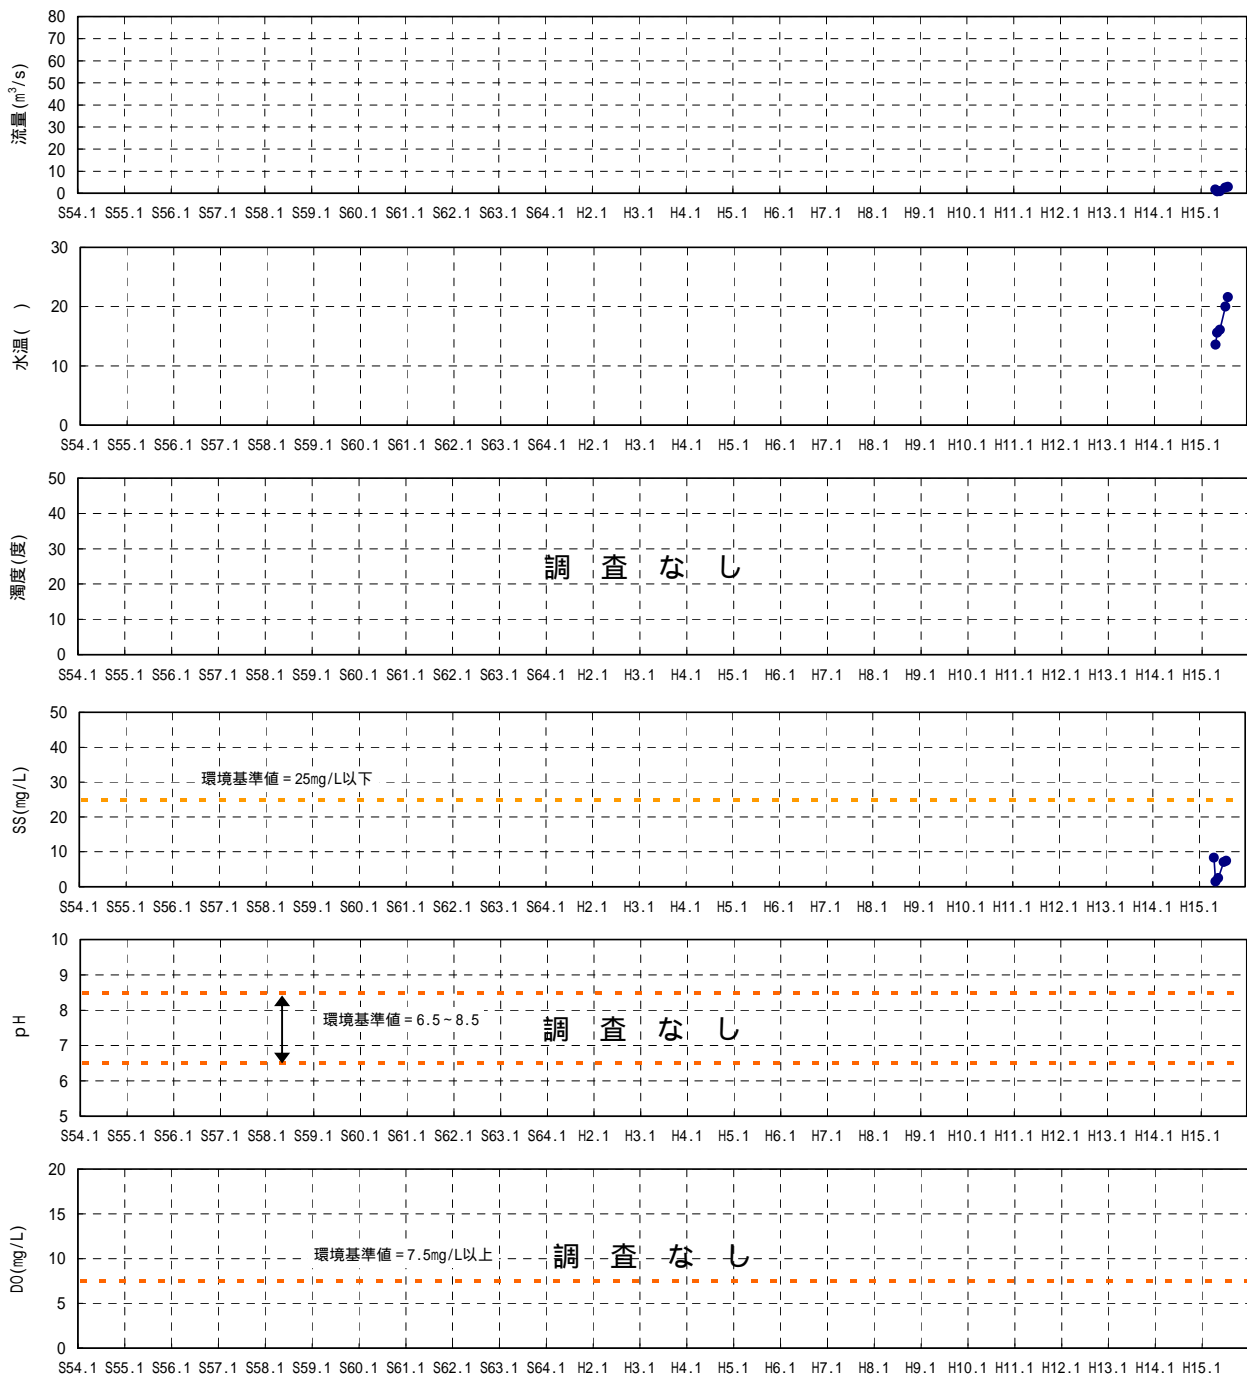 流量(m³/s)
80
70
60
50
40
30
20
10
0
S54.1 S55.1 S56.1 S57.1 S58.1 S59.1 S60.1 S61.1 S62.1 S63.1 S64.1 H2.1 H3.1 H4.1 H5.1 H6.1 H7.1 H8.1 H9.1 H10.1 H11.1 H12.1 H13.1 H14.1 H15.1
水温( )
30
20
10
0
S54.1 S55.1 S56.1 S57.1 S58.1 S59.1 S60.1 S61.1 S62.1 S63.1 S64.1 H2.1 H3.1 H4.1 H5.1 H6.1 H7.1 H8.1 H9.1 H10.1 H11.1 H12.1 H13.1 H14.1 H15.1
濁度(度)
50
40
30
20
10
0
調 査 な し
S54.1 S55.1 S56.1 S57.1 S58.1 S59.1 S60.1 S61.1 S62.1 S63.1 S64.1 H2.1 H3.1 H4.1 H5.1 H6.1 H7.1 H8.1 H9.1 H10.1 H11.1 H12.1 H13.1 H14.1 H15.1
SS(mg/L)
50
40
30
20
10
0
環境基準値=25mg/L以下
S54.1 S55.1 S56.1 S57.1 S58.1 S59.1 S60.1 S61.1 S62.1 S63.1 S64.1 H2.1 H3.1 H4.1 H5.1 H6.1 H7.1 H8.1 H9.1 H10.1 H11.1 H12.1 H13.1 H14.1 H15.1
pH
10
9
8
7
6
5
環境基準値=6.5~8.5
調 査 な し
S54.1 S55.1 S56.1 S57.1 S58.1 S59.1 S60.1 S61.1 S62.1 S63.1 S64.1 H2.1 H3.1 H4.1 H5.1 H6.1 H7.1 H8.1 H9.1 H10.1 H11.1 H12.1 H13.1 H14.1 H15.1
DO(mg/L)
20
15
10
5
0
環境基準値=7.5mg/L以上
調 査 な し
S54.1 S55.1 S56.1 S57.1 S58.1 S59.1 S60.1 S61.1 S62.1 S63.1 S64.1 H2.1 H3.1 H4.1 H5.1 H6.1 H7.1 H8.1 H9.1 H10.1 H11.1 H12.1 H13.1 H14.1 H15.1